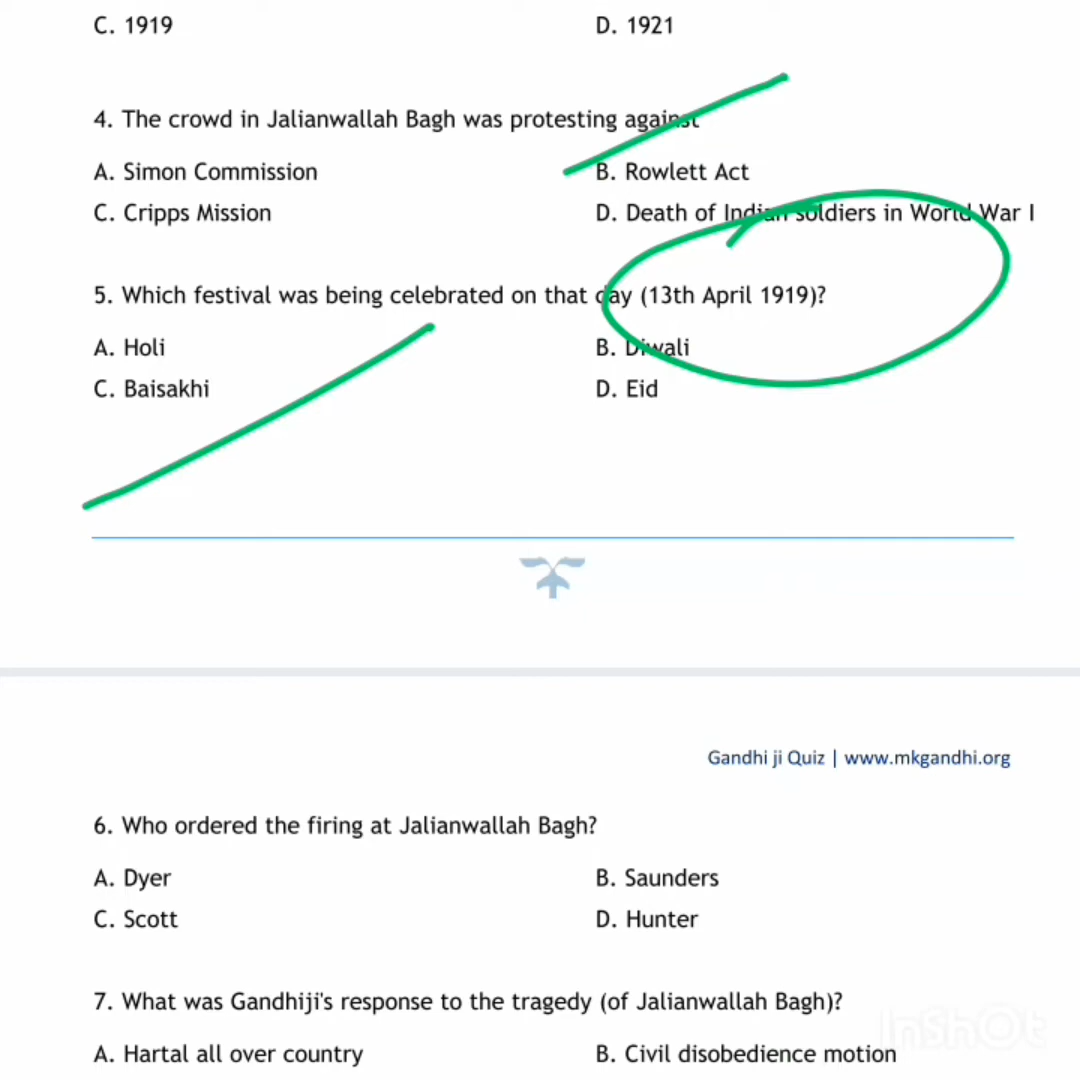 C. 1919 D. 1921
4. The crowd in Jalianwallah Bagh was protesting against
A. Simon Commission B. Rowlett Act
C. Cripps Mission D. Death of Indian soldiers in World War I
5. Which festival was being celebrated on that day (13th April 1919)?
A. Holi B. Diwali
C. Baisakhi D. Eid
Gandhi ji Quiz | www.mkgandhi.org
6. Who ordered the firing at Jalianwallah Bagh?
A. Dyer B. Saunders
C. Scott D. Hunter
7. What was Gandhiji's response to the tragedy (of Jalianwallah Bagh)?
InShOt
A. Hartal all over country B. Civil disobedience motion